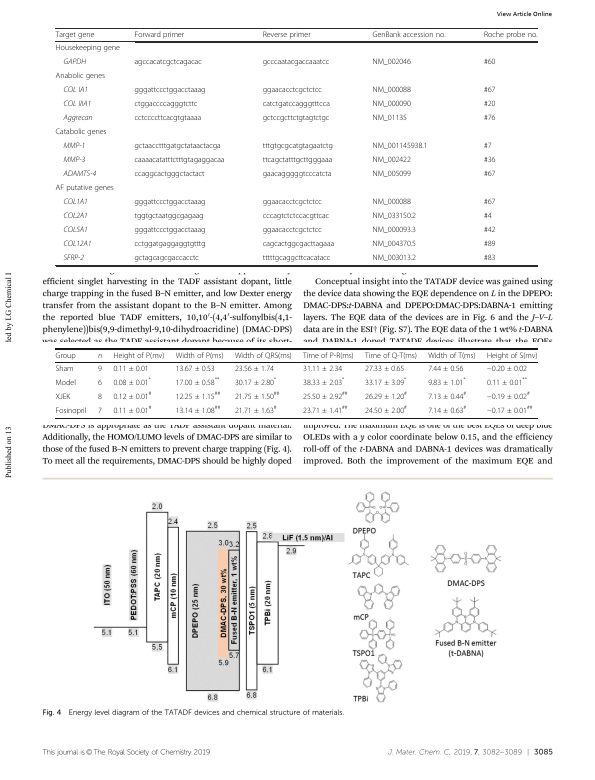 View Article Online
Target gene Forward primer Reverse primer GenBank accession no. Roche probe no.
Housekeeping gene
GAPDH agccacatcgctcagacac gcccaatacgaccaaatcc NM_002046 #60
Anabolic genes
COL IA1 gggattccctggacctaaag ggaacacctcgctctcc NM_000088 #67
COL IIIA1 ctggaccccagggtcttc catctgatccagggtttcca NM_000090 #20
Aggrecan cctccccttcacgtgtaaaa gctccgcttctgtagtctgc NM_01135 #76
Catabolic genes
MMP-1 gctaacctttgatgctataactacga tttgtgcgcatgtagaatctg NM_001145938.1 #7
MMP-3 caaaacatatttctttgtagaggacaa ttcagctatttgcttgggaaa NM_002422 #36
ADAMTS-4 ccaggcactgggctactact gaacagggggtcccatcta NM_005099 #67
AF putative genes
COL1A1 gggattccctggacctaaag ggaacacctcgctctcc NM_000088 #67
COL2A1 tggtgctaatggcgagaag cccagtctctccacgttcac NM_033150.2 #4
COL5A1 gggattccctggacctaaag ggaacacctcgctctcc NM_000093.3 #42
COL12A1 cctggatgaggaggtgtttg cagcactggcgacttagaaa NM_004370.5 #89
SFRP-2 gctagcagcgaccacctc tttttgcaggcttcacatacc NM_003013.2 #83
efficient singlet harvesting in the TADF assistant dopant, little
charge trapping in the fused B–N emitter, and low Dexter energy
transfer from the assistant dopant to the B–N emitter. Among
the reported blue TADF emitters, 10,10′-(4,4′-sulfonylbis(4,1-
phenylene))bis(9,9-dimethyl-9,10-dihydroacridine) (DMAC-DPS)
was selected as the TADF assistant dopant because of its short-
Conceptual insight into the TATADF device was gained using
the device data showing the EQE dependence on L in the DPEPO:
DMAC-DPS:t-DABNA and DPEPO:DMAC-DPS:DABNA-1 emitting
layers. The EQE data of the devices are in Fig. 6 and the J–V–L
data are in the ESI† (Fig. S7). The EQE data of the 1 wt% t-DABNA
and DABNA-1 doped TATADF devices illustrate that the EQEs
Group n Height of P(mv) Width of P(ms) Width of QRS(ms) Time of P-R(ms) Time of Q-T(ms) Width of T(ms) Height of S(mv)
Sham 9 0.11 ± 0.01 13.67 ± 0.53 23.56 ± 1.74 31.11 ± 2.34 27.33 ± 0.65 7.44 ± 0.56 −0.20 ± 0.02
Model 6 0.08 ± 0.01* 17.00 ± 0.58** 30.17 ± 2.80* 38.33 ± 2.03* 33.17 ± 3.09* 9.83 ± 1.01* 0.11 ± 0.01**
XJEK 8 0.12 ± 0.01# 12.25 ± 1.15## 21.75 ± 1.50## 25.50 ± 2.92## 26.29 ± 1.20# 7.13 ± 0.44# −0.19 ± 0.02#
Fosinopril 7 0.11 ± 0.01# 13.14 ± 1.08## 21.71 ± 1.63# 23.71 ± 1.41## 24.50 ± 2.00# 7.14 ± 0.63# −0.17 ± 0.01##
DMAC-DPS is appropriate as the TADF assistant dopant material.
Additionally, the HOMO/LUMO levels of DMAC-DPS are similar to
those of the fused B–N emitters to prevent charge trapping (Fig. 4).
To meet all the requirements, DMAC-DPS should be highly doped
improved. The maximum EQE is one of the best EQEs of deep blue
OLEDs with a y color coordinate below 0.15, and the efficiency
roll-off of the t-DABNA and DABNA-1 devices was dramatically
improved. Both the improvement of the maximum EQE and
led by LG Chemical l
Published on 13
2.0
2.4
2.5
2.5
2.8
LiF (1.5 nm)/Al
2.9
3.0
3.2
ITO (50 nm)
PEDOT:PSS (60 nm)
TAPC (20 nm)
mCP (10 nm)
DPEPO (25 nm)
DMAC-DPS, 30 wt%
Fused B-N emitter, 1 wt%
TSPO1 (5 nm)
TPBi (20 nm)
5.1
5.1
5.5
6.1
5.7
5.9
6.1
6.8
6.8
DPEPO
TAPC
mCP
TSPO1
TPBi
DMAC-DPS
Fused B-N emitter
(t-DABNA)
Fig. 4 Energy level diagram of the TATADF devices and chemical structure of materials.
This journal is © The Royal Society of Chemistry 2019
J. Mater. Chem. C, 2019, 7, 3082–3089 | 3085